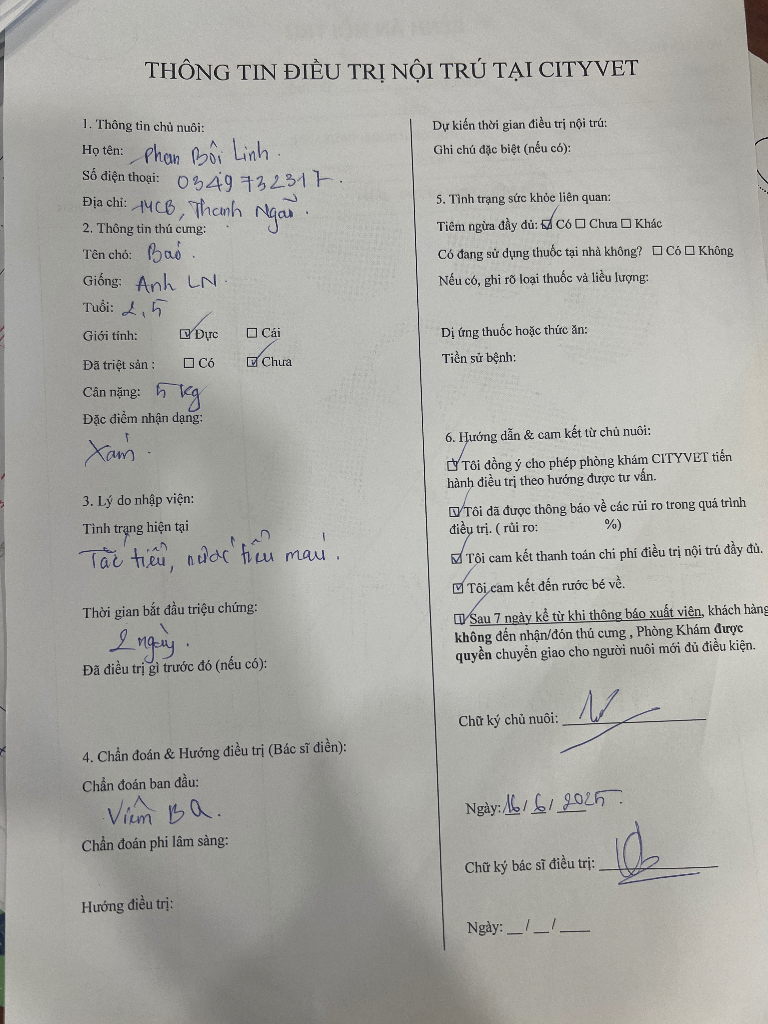 THÔNG TIN ĐIỀU TRỊ NỘI TRÚ TẠI CITYVET
1. Thông tin chủ nuôi:
Họ tên: Phan Bôi Linh.
Số điện thoại: 0349732317.
Địa chỉ: 14CB, Thanh
2. Thông tin thú cưng:
Tên chó: Baó.
Giống: Anh LN.
Tuổi: 2,5
Giới tính: ☑ Đực ☐ Cái
Đã triệt sản : ☐ Có ☑ Chưa
Cân nặng: 5 kg
Đặc điểm nhận dạng:
Xám.
3. Lý do nhập viện:
Tình trạng hiện tại
Tắc tiểu, nước tiểu máu.
Thời gian bắt đầu triệu chứng:
2 ngày.
Đã điều trị gì trước đó (nếu có):
4. Chẩn đoán & Hướng điều trị (Bác sĩ điền):
Chẩn đoán ban đầu:
Viêm BQ.
Chẩn đoán phi lâm sàng:
Hướng điều trị:
Dự kiến thời gian điều trị nội trú:
Ghi chú đặc biệt (nếu có):
5. Tình trạng sức khỏe liên quan:
Tiêm ngừa đầy đủ: ☑ Có ☐ Chưa ☐ Khác
Có đang sử dụng thuốc tại nhà không? ☐ Có ☐ Không
Nếu có, ghi rõ loại thuốc và liều lượng:
Dị ứng thuốc hoặc thức ăn:
Tiền sử bệnh:
6. Hướng dẫn & cam kết từ chủ nuôi:
☑ Tôi đồng ý cho phép phòng khám CITYVET tiến
hành điều trị theo hướng được tư vấn.
☑ Tôi đã được thông báo về các rủi ro trong quá trình
điều trị. ( rủi ro: %)
☑ Tôi cam kết thanh toán chi phí điều trị nội trú đầy đủ.
☑ Tôi cam kết đến rước bé về.
☑ Sau 7 ngày kể từ khi thông báo xuất viện, khách hàng
không đến nhận/đón thú cưng , Phòng Khám được
quyền chuyển giao cho người nuôi mới đủ điều kiện.
Chữ ký chủ nuôi:
Ngày: 16/ 6/ 2025.
Chữ ký bác sĩ điều trị:
Ngày: __/__/____